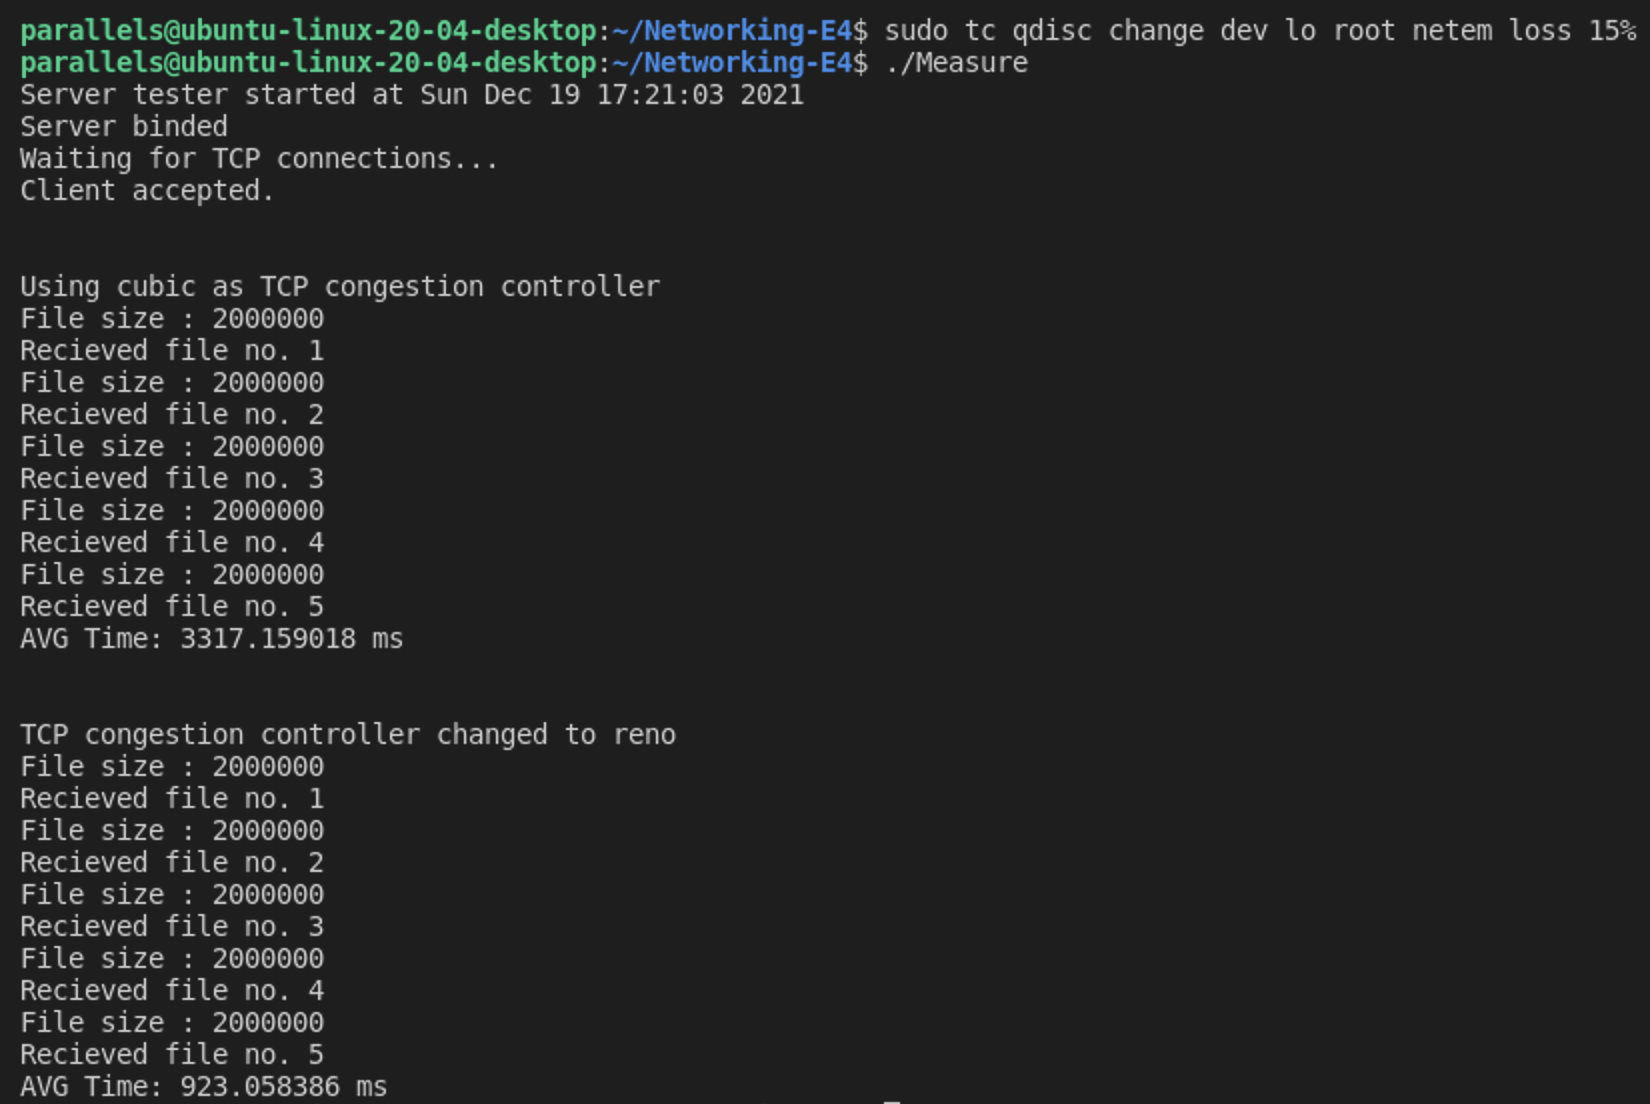 parallels@ubuntu-linux-20-04-desktop:~/Networking-E4$ sudo tc qdisc change dev lo root netem loss 15%
parallels@ubuntu-linux-20-04-desktop:~/Networking-E4$ ./Measure
Server tester started at Sun Dec 19 17:21:03 2021
Server binded
Waiting for TCP connections...
Client accepted.
Using cubic as TCP congestion controller
File size : 2000000
Recieved file no. 1
File size : 2000000
Recieved file no. 2
File size : 2000000
Recieved file no. 3
File size : 2000000
Recieved file no. 4
File size : 2000000
Recieved file no. 5
AVG Time: 3317.159018 ms
TCP congestion controller changed to reno
File size : 2000000
Recieved file no. 1
File size : 2000000
Recieved file no. 2
File size : 2000000
Recieved file no. 3
File size : 2000000
Recieved file no. 4
File size : 2000000
Recieved file no. 5
AVG Time: 923.058386 ms